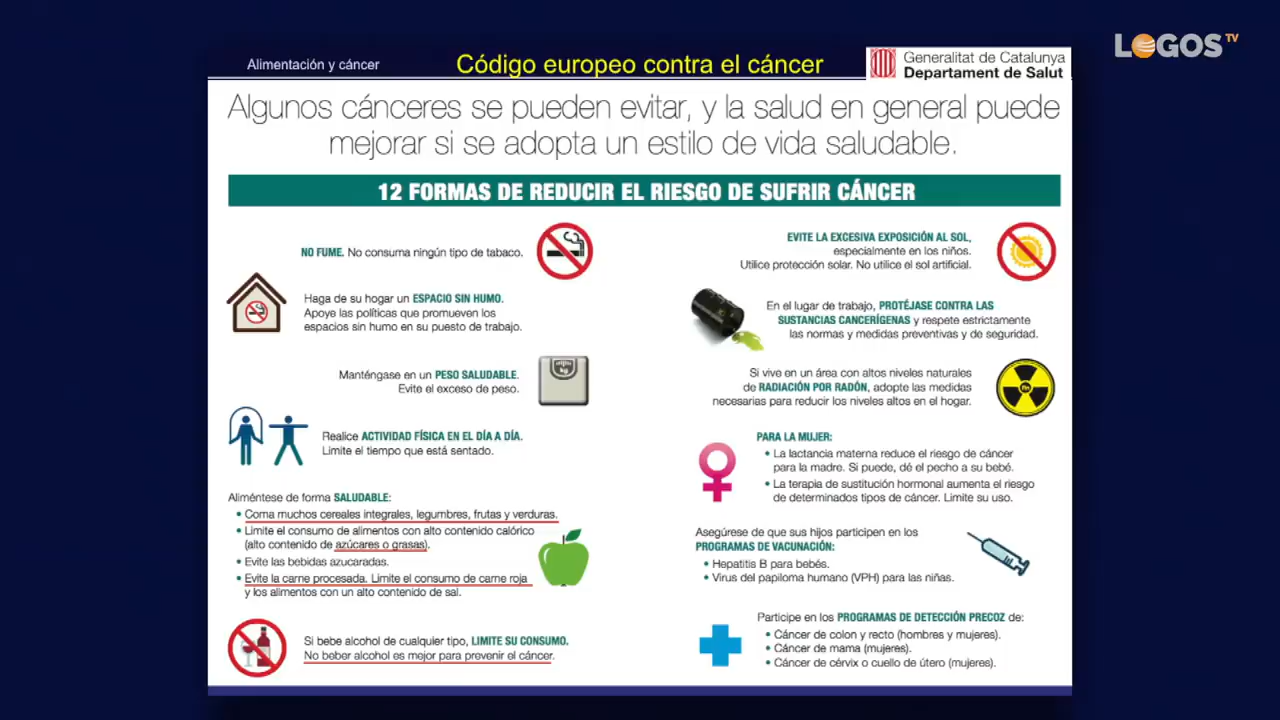 LOGOS TV
Alimentación y cáncer
Código europeo contra el cáncer
Generalitat de Catalunya
Departament de Salut
Algunos cánceres se pueden evitar, y la salud en general puede
mejorar si se adopta un estilo de vida saludable.
12 FORMAS DE REDUCIR EL RIESGO DE SUFRIR CÁNCER
NO FUME. No consuma ningún tipo de tabaco.
Haga de su hogar un ESPACIO SIN HUMO.
Apoye las políticas que promueven los
espacios sin humo en su puesto de trabajo.
Manténgase en un PESO SALUDABLE.
Evite el exceso de peso.
kg
Realice ACTIVIDAD FÍSICA EN EL DÍA A DÍA.
Limite el tiempo que está sentado.
Aliméntese de forma SALUDABLE:
• Coma muchos cereales integrales, legumbres, frutas y verduras.
• Limite el consumo de alimentos con alto contenido calórico
(alto contenido de azúcares o grasas).
• Evite las bebidas azucaradas.
• Evite la carne procesada. Limite el consumo de carne roja
y los alimentos con un alto contenido de sal.
Si bebe alcohol de cualquier tipo, LIMITE SU CONSUMO.
No beber alcohol es mejor para prevenir el cáncer.
EVITE LA EXCESIVA EXPOSICIÓN AL SOL,
especialmente en los niños.
Utilice protección solar. No utilice el sol artificial.
En el lugar de trabajo, PROTÉJASE CONTRA LAS
SUSTANCIAS CANCERÍGENAS y respete estrictamente
las normas y medidas preventivas y de seguridad.
Si vive en un área con altos niveles naturales
de RADIACIÓN POR RADÓN, adopte las medidas
necesarias para reducir los niveles altos en el hogar.
Rn
PARA LA MUJER:
• La lactancia materna reduce el riesgo de cáncer
para la madre. Si puede, dé el pecho a su bebé.
• La terapia de sustitución hormonal aumenta el riesgo
de determinados tipos de cáncer. Limite su uso.
Asegúrese de que sus hijos participen en los
PROGRAMAS DE VACUNACIÓN:
• Hepatitis B para bebés.
• Virus del papiloma humano (VPH) para las niñas.
Participe en los PROGRAMAS DE DETECCIÓN PRECOZ de:
• Cáncer de colon y recto (hombres y mujeres).
• Cáncer de mama (mujeres).
• Cáncer de cérvix o cuello de útero (mujeres).